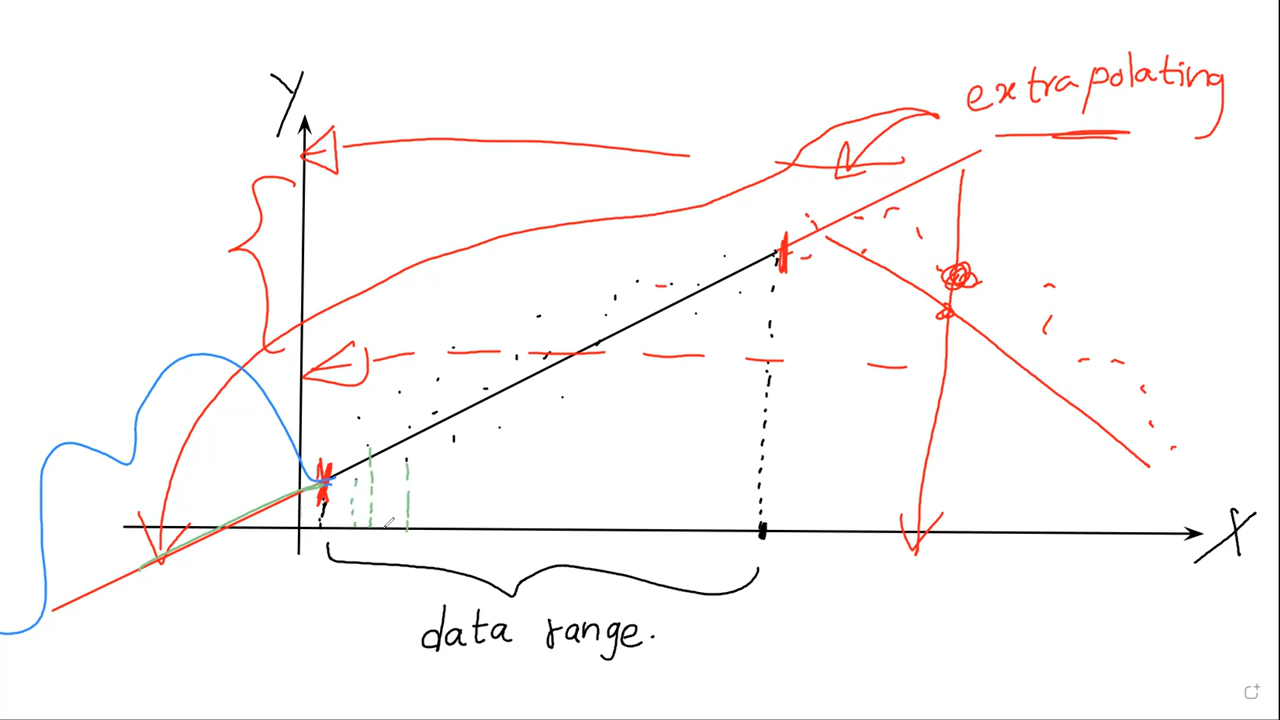 Y
extrapolating
X
data range.